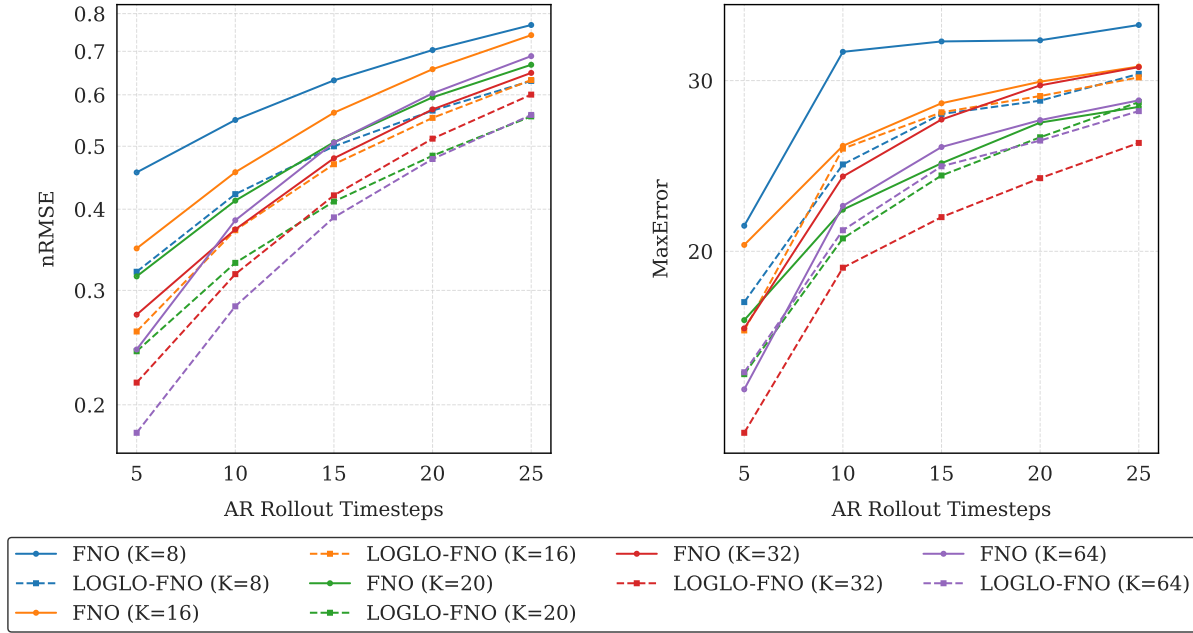 0.8
0.7
0.6
0.5
0.4
0.3
0.2
nRMSE
5 10 15 20 25
AR Rollout Timesteps
30
20
MaxError
5 10 15 20 25
AR Rollout Timesteps
FNO (K=8) LOGLO-FNO (K=16) FNO (K=32) FNO (K=64)
LOGLO-FNO (K=8) FNO (K=20) LOGLO-FNO (K=32) LOGLO-FNO (K=64)
FNO (K=16) LOGLO-FNO (K=20)